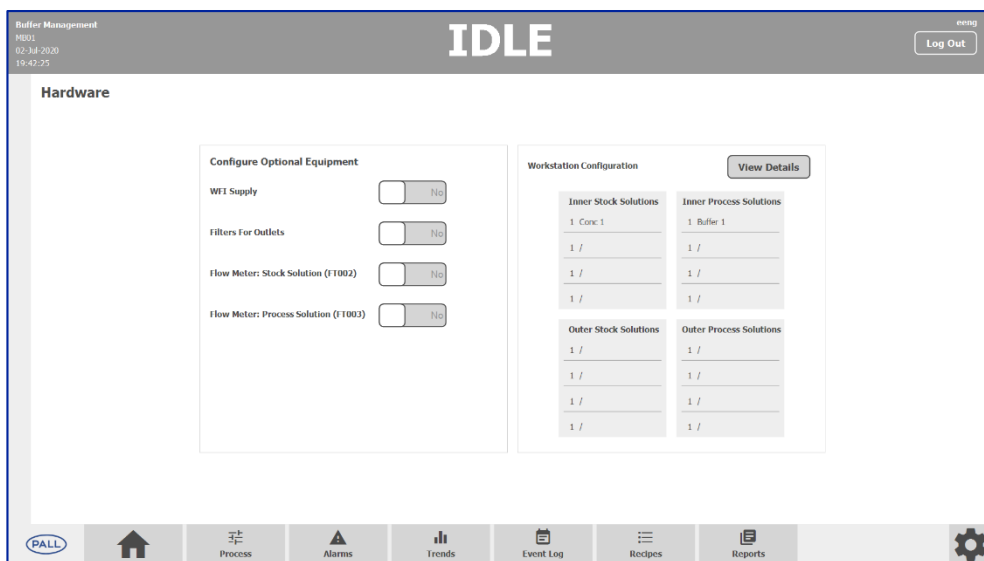 Buffer Management
MB01
02-Jul-2020
19:42:25
IDLE
eeng
Log Out
Hardware
Configure Optional Equipment
WFI Supply No
Filters For Outlets No
Flow Meter: Stock Solution (FT002) No
Flow Meter: Process Solution (FT003) No
Workstation Configuration
View Details
Inner Stock Solutions
1 Conc 1
1 /
1 /
1 /
Inner Process Solutions
1 Buffer 1
1 /
1 /
1 /
Outer Stock Solutions
1 /
1 /
1 /
1 /
Outer Process Solutions
1 /
1 /
1 /
1 /
PALL
Process
Alarms
Trends
Event Log
Recipes
Reports